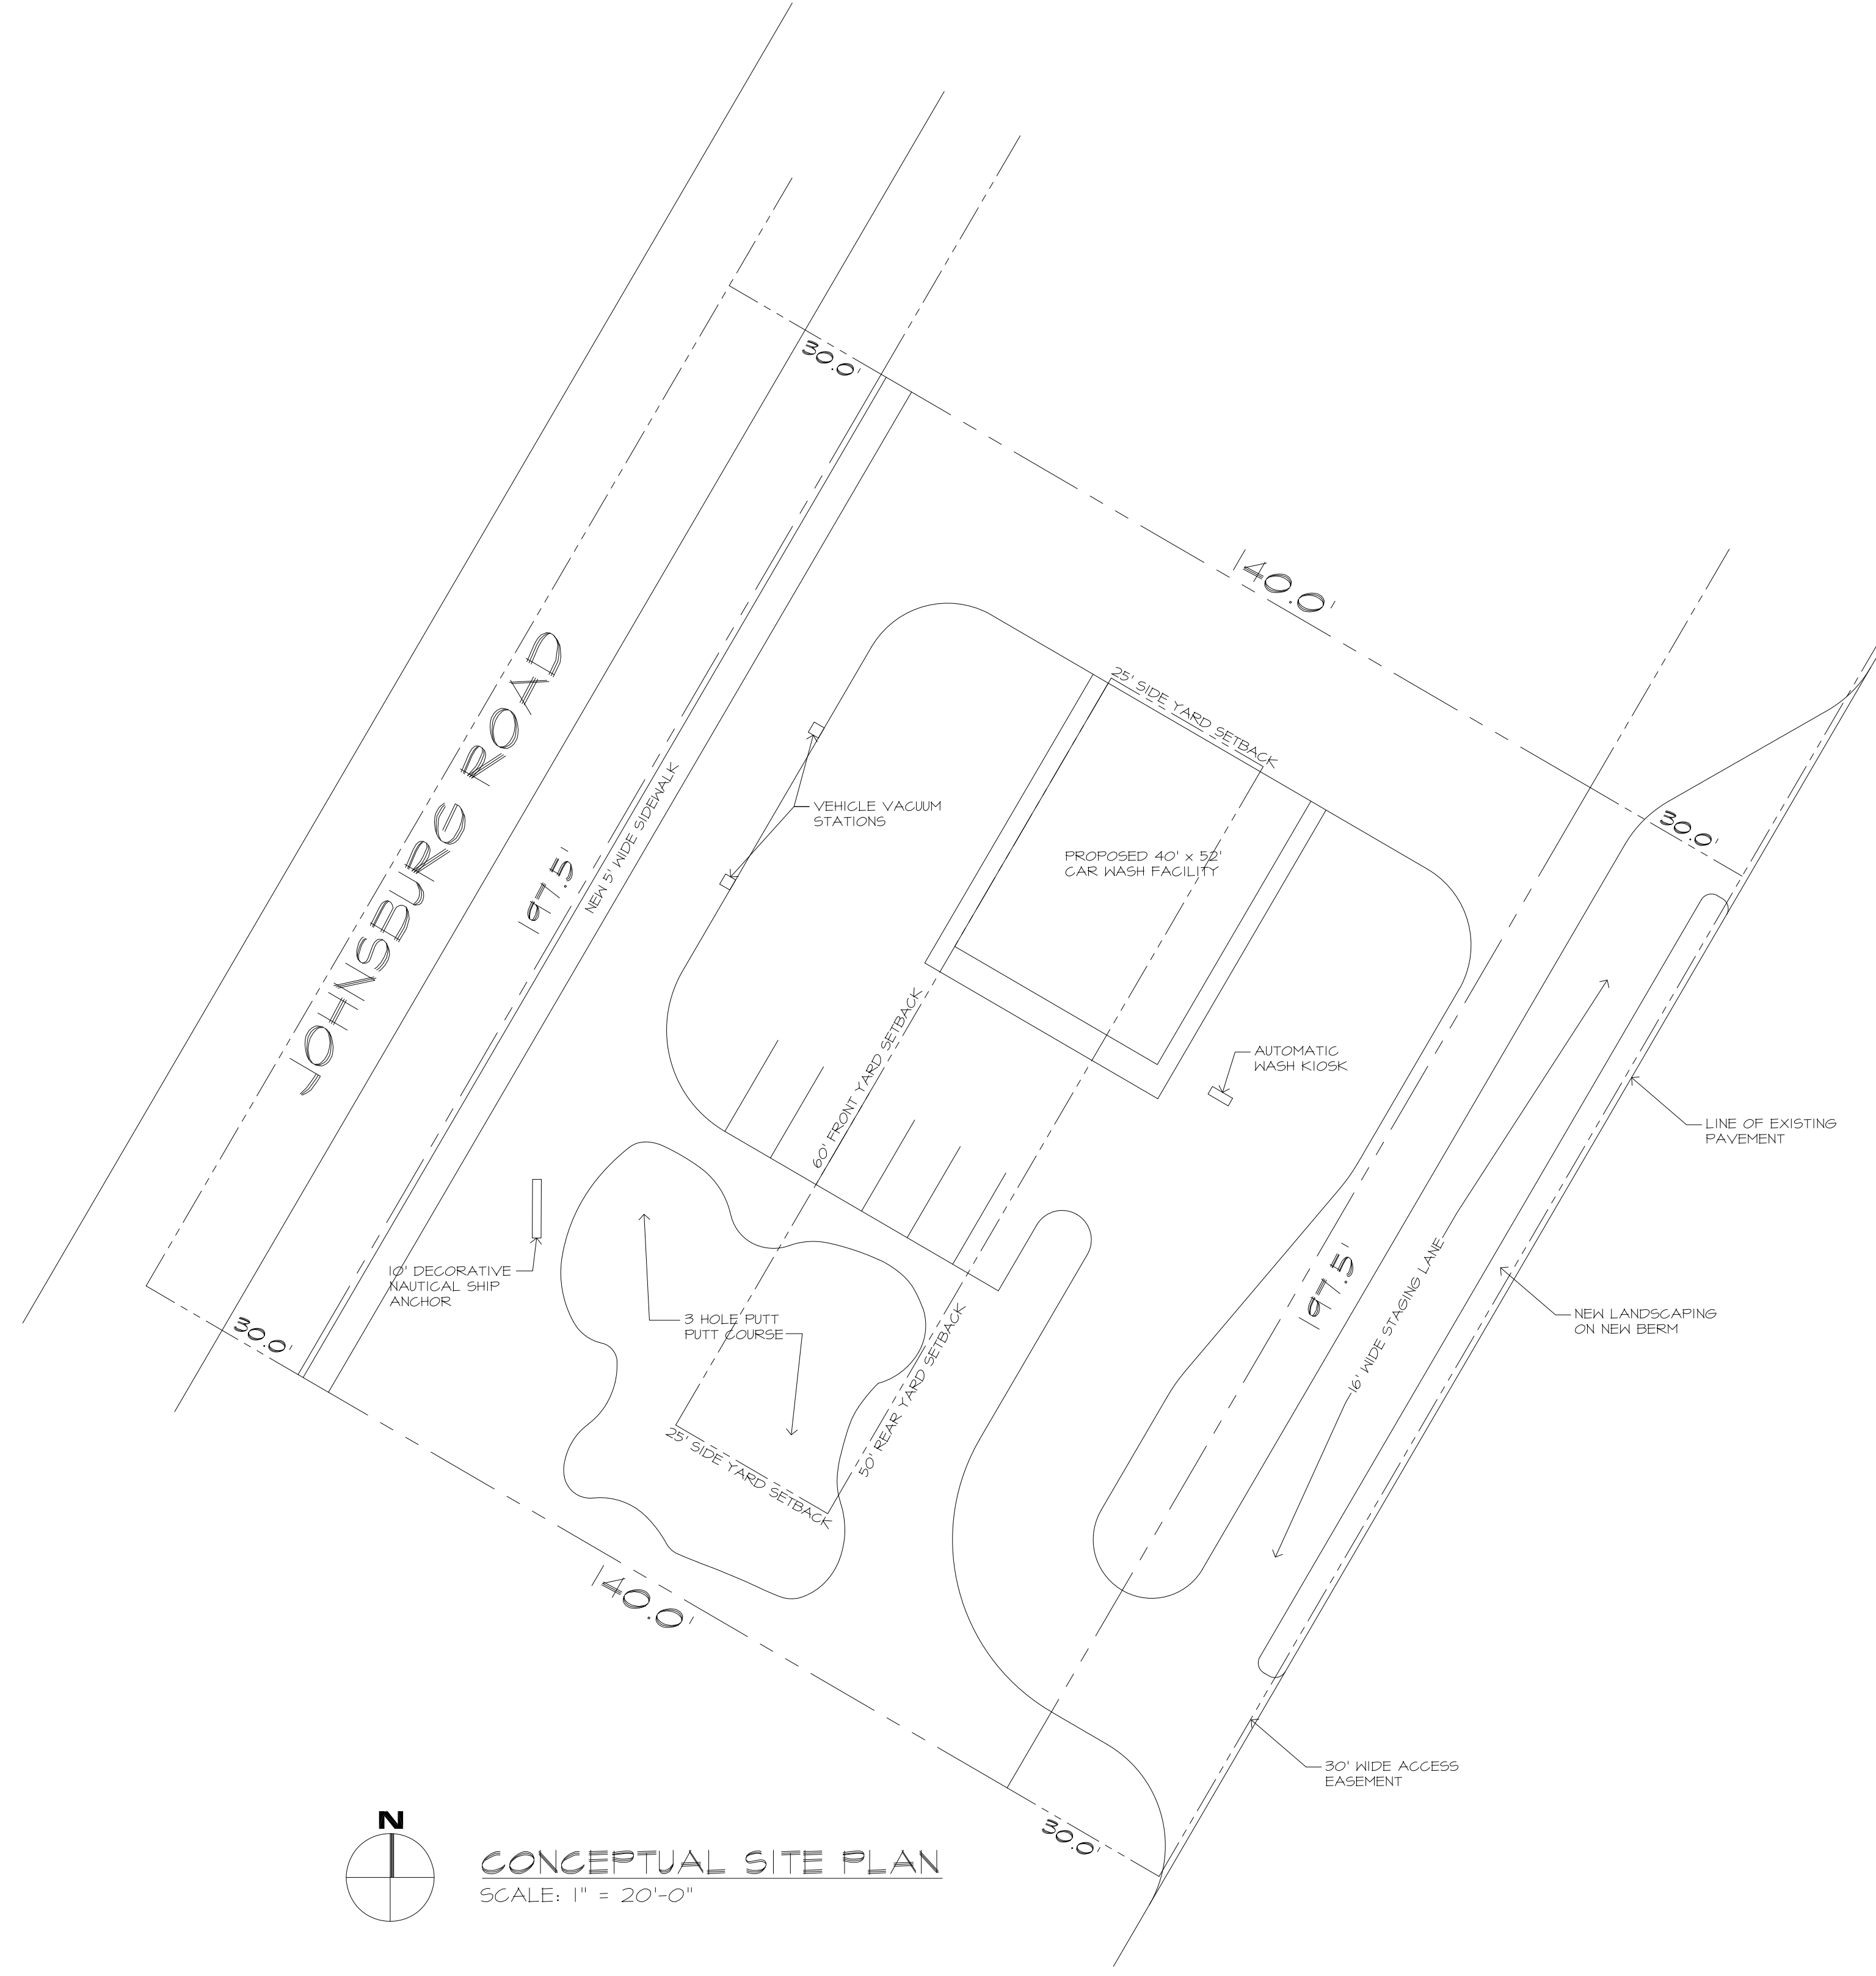 30.0'
140.0'
JOHNSBURG ROAD
25' SIDE YARD SETBACK
NEW 5' WIDE SIDEWALK
VEHICLE VACUUM
STATIONS
30.0'
197.5'
PROPOSED 40' x 52'
CAR WASH FACILITY
60' FRONT YARD SETBACK
AUTOMATIC
WASH KIOSK
LINE OF EXISTING
PAVEMENT
10' DECORATIVE
NAUTICAL SHIP
ANCHOR
3 HOLE PUTT
PUTT COURSE
197.5'
16' WIDE STAGING LANE
NEW LANDSCAPING
ON NEW BERM
30.0'
50' REAR YARD SETBACK
25' SIDE YARD SETBACK
140.0'
30' WIDE ACCESS
EASEMENT
30.0'
N
CONCEPTUAL SITE PLAN
SCALE: 1" = 20'-0"